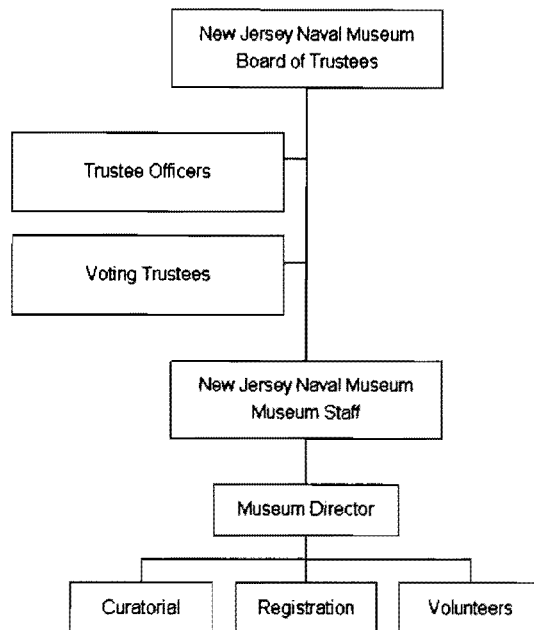 New Jersey Naval Museum
Board of Trustees
Trustee Officers
Voting Trustees
New Jersey Naval Museum
Museum Staff
Museum Director
Curatorial
Registration
Volunteers